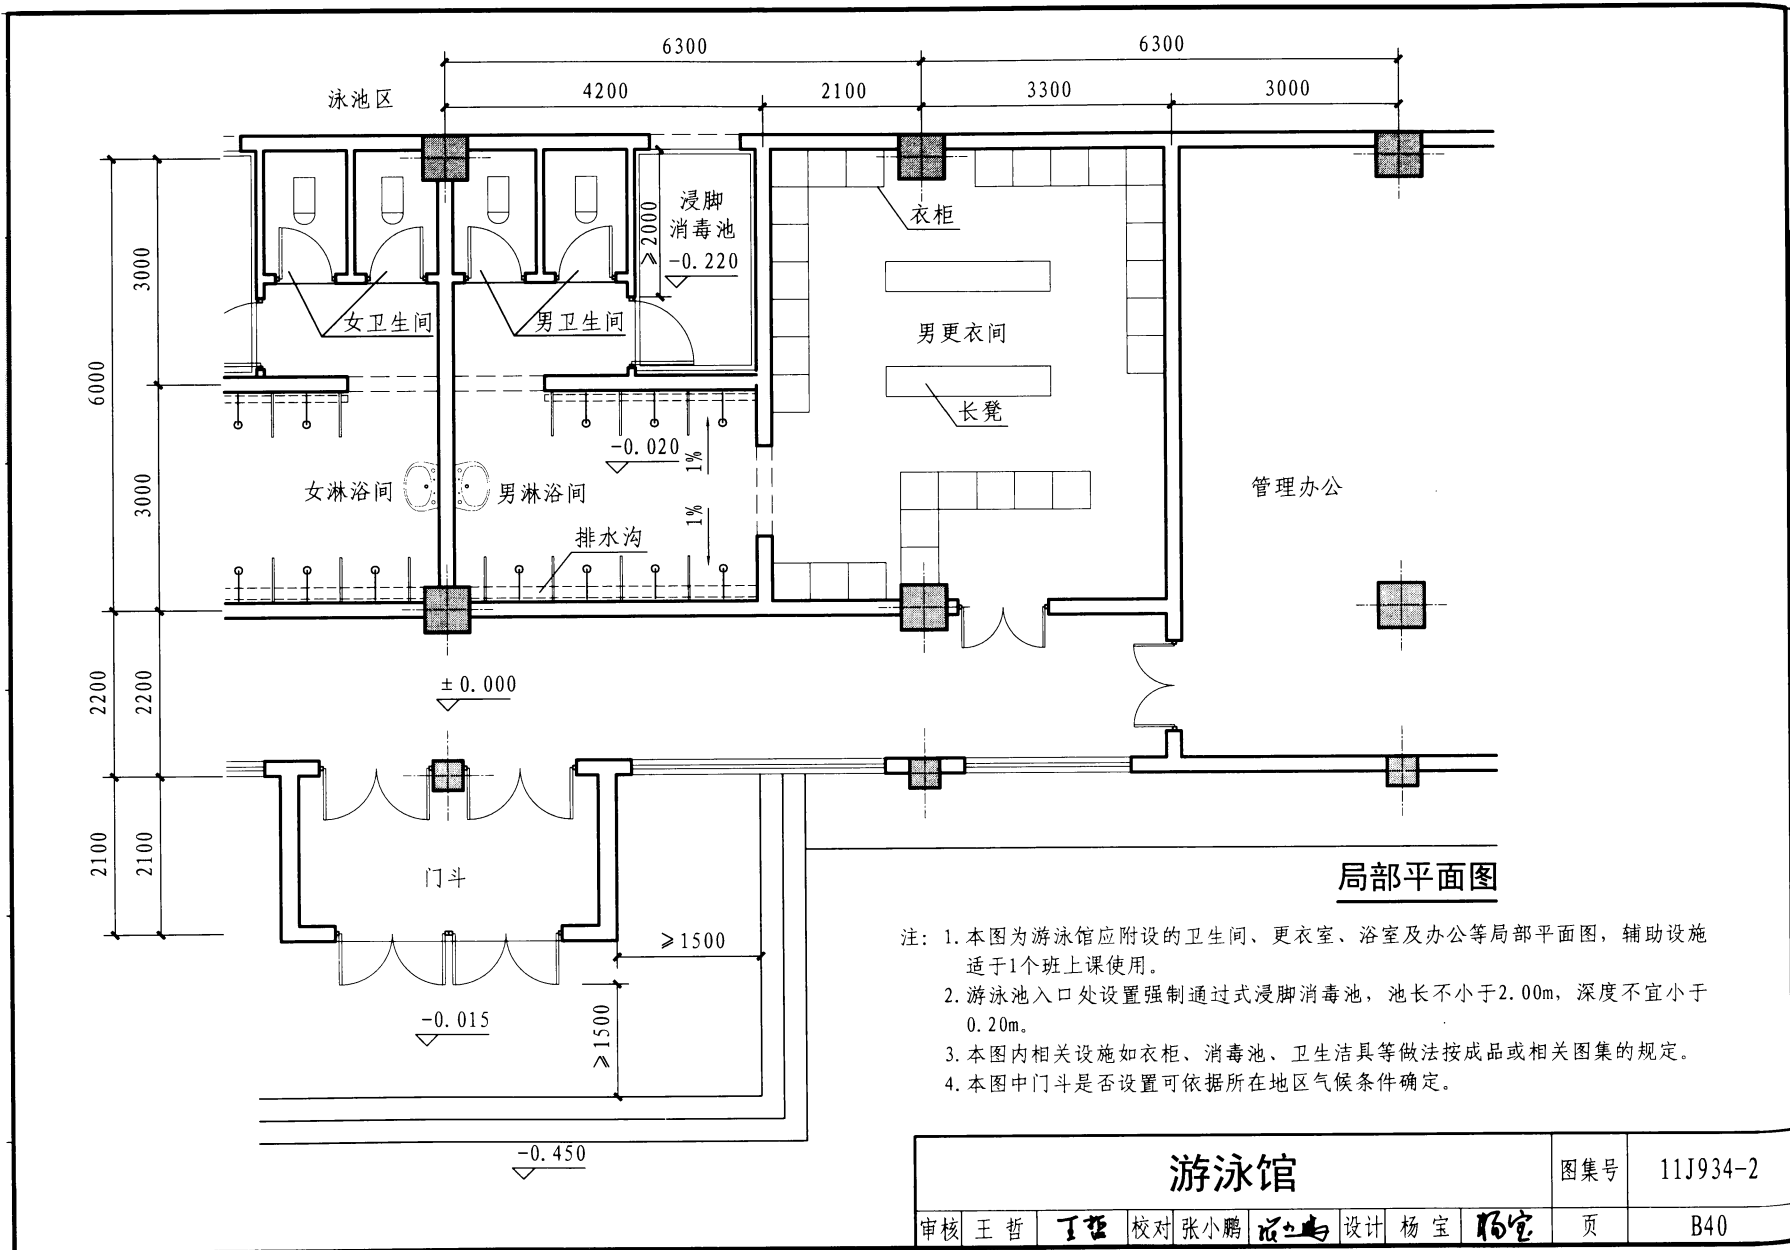 6300
6300
4200
2100
3300
3000
泳池区
浸脚
消毒池
-0.220
≥2000
衣柜
3000
6000
女卫生间
男卫生间
男更衣间
长凳
-0.020
1%
1%
女淋浴间
男淋浴间
管理办公
3000
排水沟
±0.000
2200
2200
2100
2100
门斗
局部平面图
≥1500
≥1500
-0.015
-0.450
注: 1. 本图为游泳馆应附设的卫生间、更衣室、浴室及办公等局部平面图，辅助设施
适于1个班上课使用。
2. 游泳池入口处设置强制通过式浸脚消毒池，池长不小于2.00m，深度不宜小于
0.20m。
3. 本图内相关设施如衣柜、消毒池、卫生洁具等做法按成品或相关图集的规定。
4. 本图中门斗是否设置可依据所在地区气候条件确定。
游泳馆
图集号
11J934-2
审核 王哲 王哲 校对 张小鹏 设计 杨宝 杨宝 页 B40